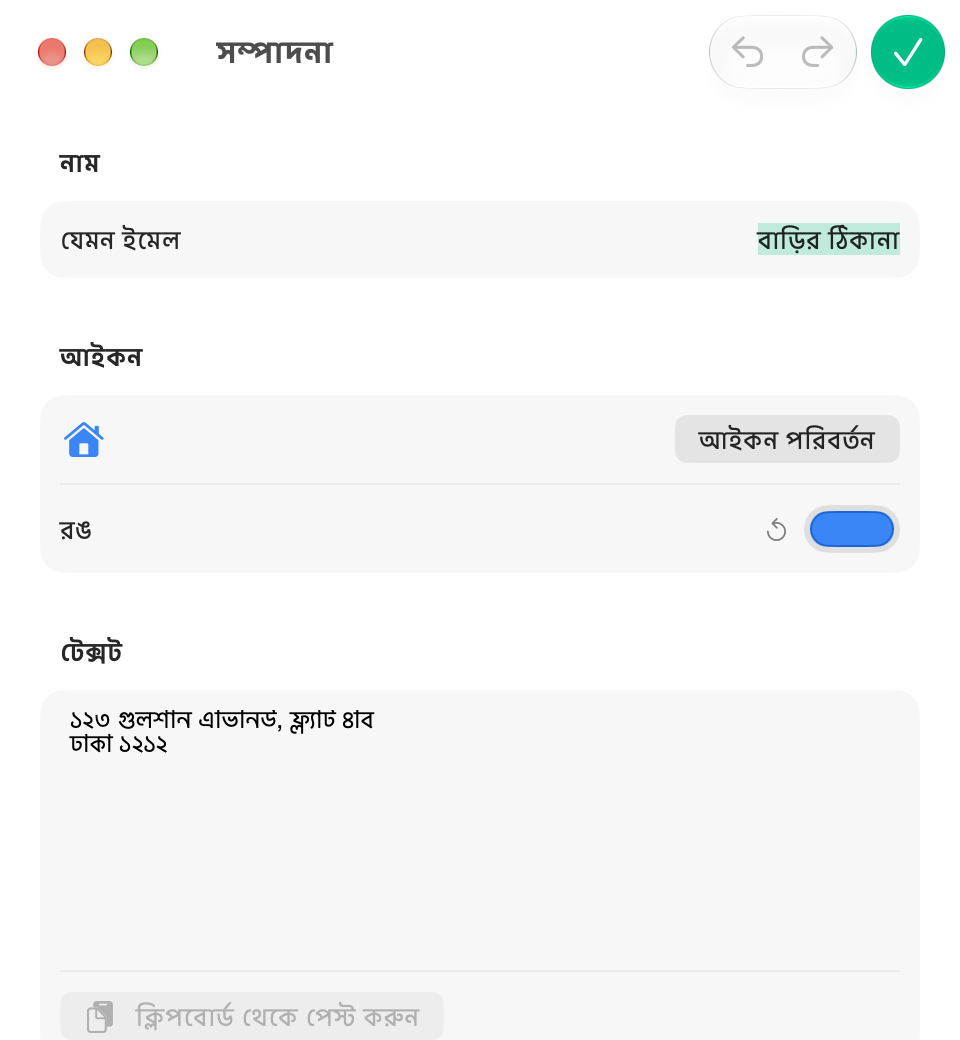 সম্পাদনা
নাম
যেমন ইমেল
বাড়ির ঠিকানা
আইকন
আইকন পরিবর্তন
রঙ
টেক্সট
১২৩ গুলশান এভিনিউ, ফ্ল্যাট ৪বি
ঢাকা ১২১২
ক্লিপবোর্ড থেকে পেস্ট করুন